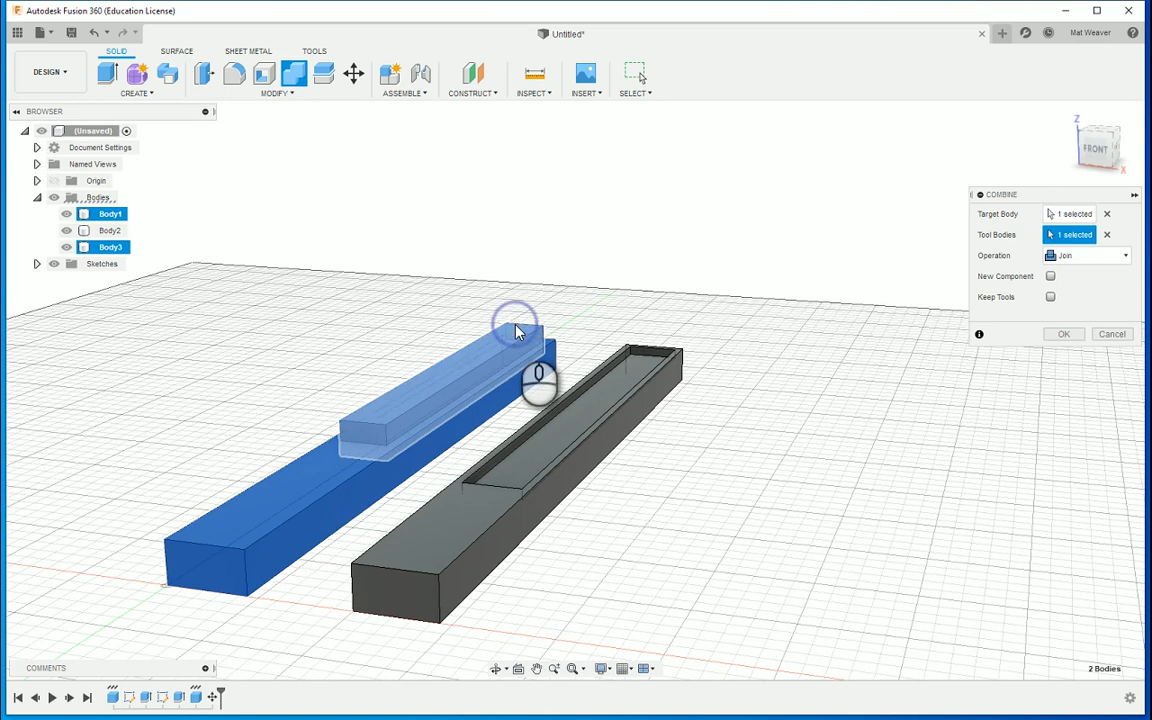 Autodesk Fusion 360 (Education License)
Untitled*
Mat Weaver
SOLID SURFACE SHEET METAL TOOLS
DESIGN
CREATE MODIFY ASSEMBLE CONSTRUCT INSPECT INSERT SELECT
BROWSER
(Unsaved)
Document Settings
Named Views
Origin
Bodies
Body1
Body2
Body3
Sketches
Z
FRONT
X
COMBINE
Target Body 1 selected
Tool Bodies 1 selected
Operation Join
New Component
Keep Tools
OK Cancel
COMMENTS
2 Bodies